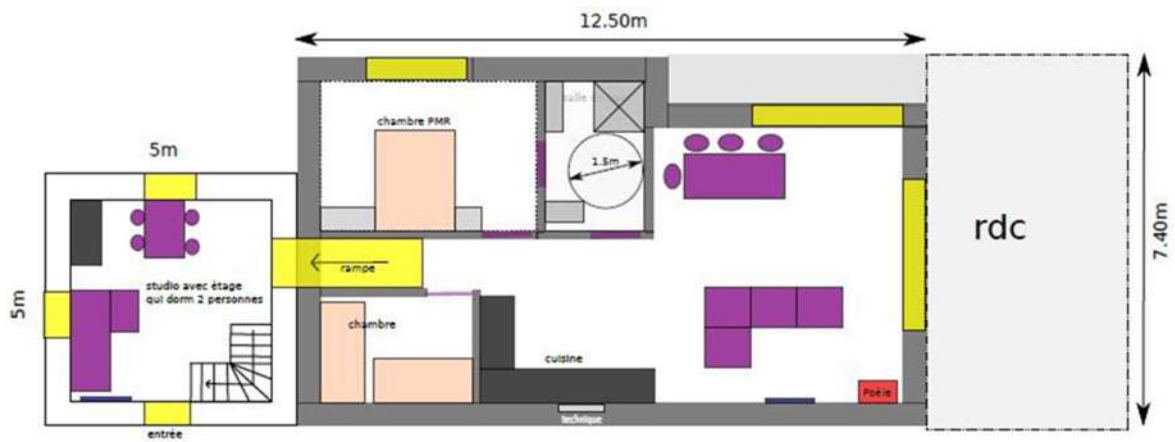 12.50m
salle
chambre PMR
5m
1.5m
7.40m
rdc
rampe
studio avec étage
qui dorm 2 personnes
5m
chambre
cuisine
Poêle
technique
entrée